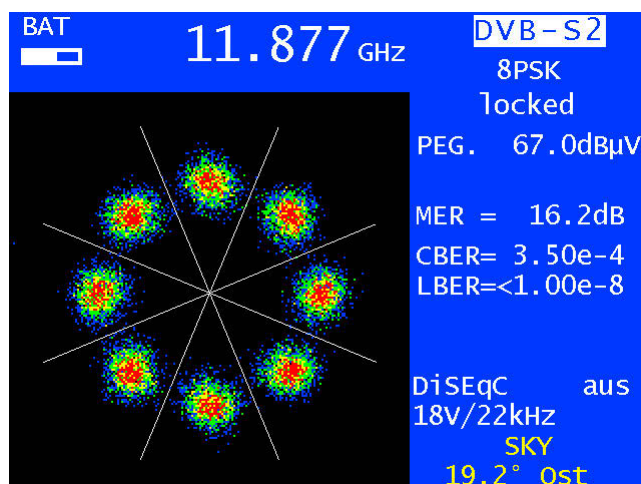 BAT
11.877 GHz
DVB-S2
8PSK
locked
PEG. 67.0dBµV
MER = 16.2dB
CBER= 3.50e-4
LBER=<1.00e-8
DiSEqC aus
18V/22kHz
SKY
19.2° Ost